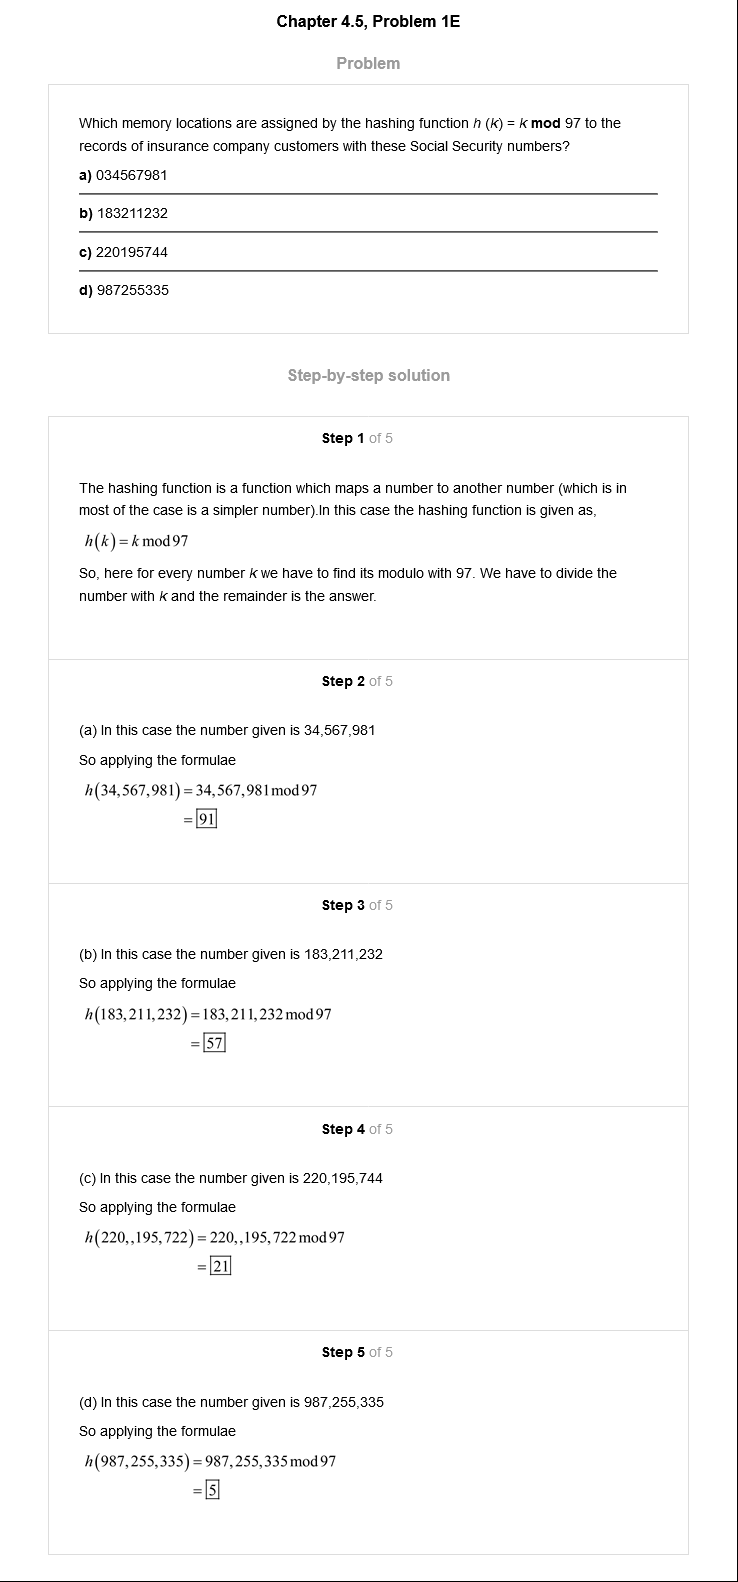 Chapter 4.5, Problem 1E
Problem
Which memory locations are assigned by the hashing function h (k) = k mod 97 to the
records of insurance company customers with these Social Security numbers?
a) 034567981
b) 183211232
c) 220195744
d) 987255335
Step-by-step solution
Step 1 of 5
The hashing function is a function which maps a number to another number (which is in
most of the case is a simpler number).In this case the hashing function is given as,
h(k) = k mod 97
So, here for every number k we have to find its modulo with 97. We have to divide the
number with k and the remainder is the answer.
Step 2 of 5
(a) In this case the number given is 34,567,981
So applying the formulae
h(34,567,981) = 34,567,981 mod 97
= 91
Step 3 of 5
(b) In this case the number given is 183,211,232
So applying the formulae
h(183,211,232) = 183,211,232 mod 97
= 57
Step 4 of 5
(c) In this case the number given is 220,195,744
So applying the formulae
h(220,,195,722) = 220,,195,722 mod 97
= 21
Step 5 of 5
(d) In this case the number given is 987,255,335
So applying the formulae
h(987,255,335) = 987,255,335 mod 97
= 5